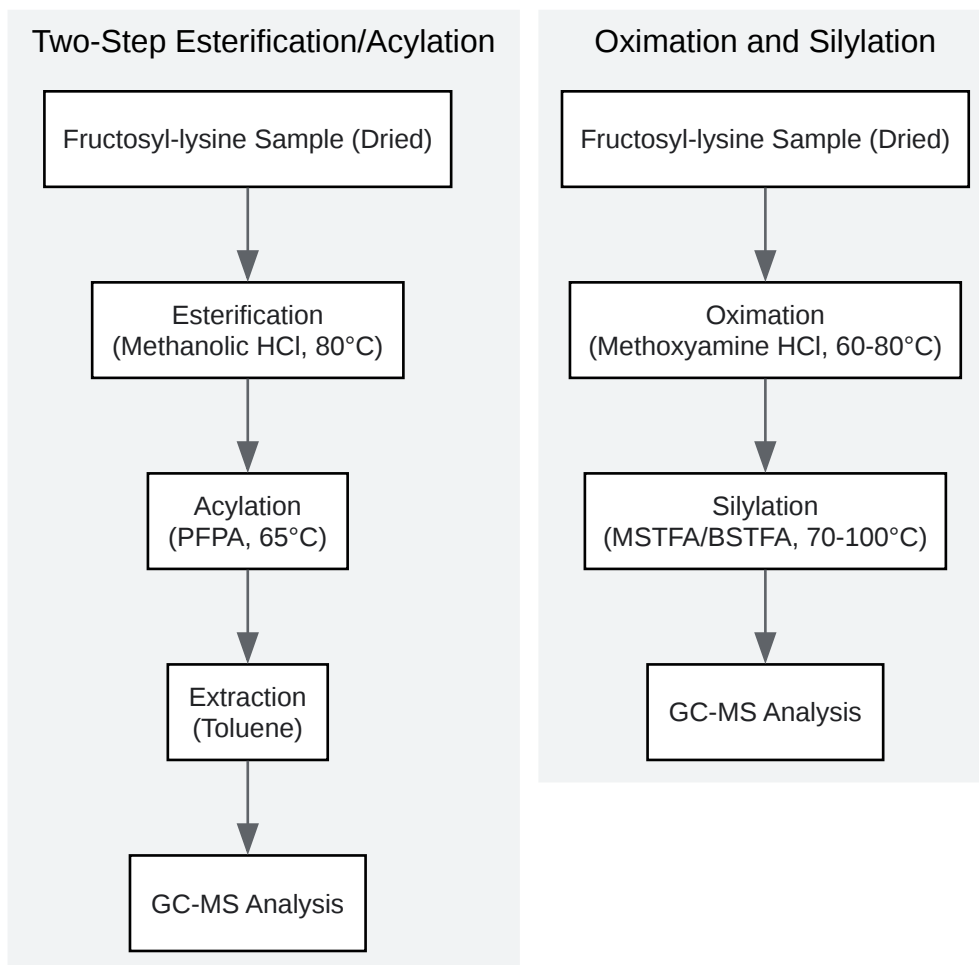 Two-Step Esterification/Acylation
Fructosyl-lysine Sample (Dried)
Esterification
(Methanolic HCl, 80°C)
Acylation
(PFPA, 65°C)
Extraction
(Toluene)
GC-MS Analysis
Oximation and Silylation
Fructosyl-lysine Sample (Dried)
Oximation
(Methoxyamine HCl, 60-80°C)
Silylation
(MSTFA/BSTFA, 70-100°C)
GC-MS Analysis